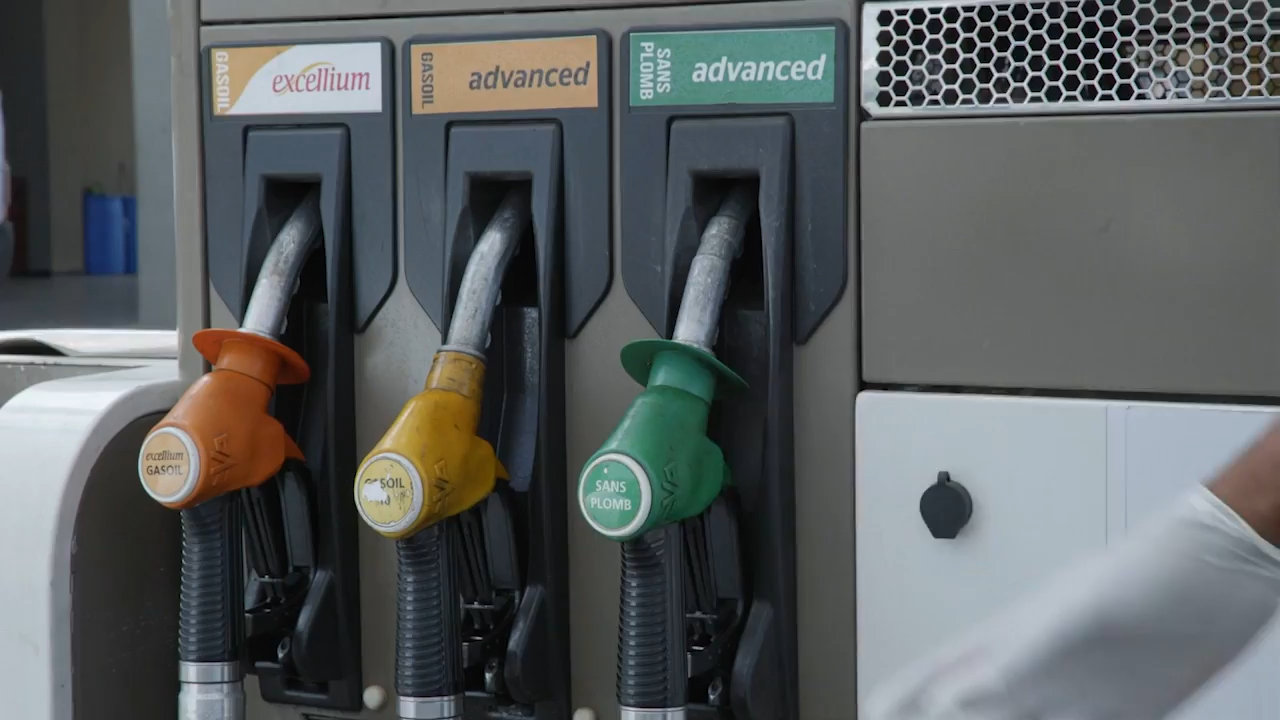 GASOIL
excellium
GASOIL
advanced
SANS
PLOMB
advanced
excellium
GASOIL
SANS
PLOMB